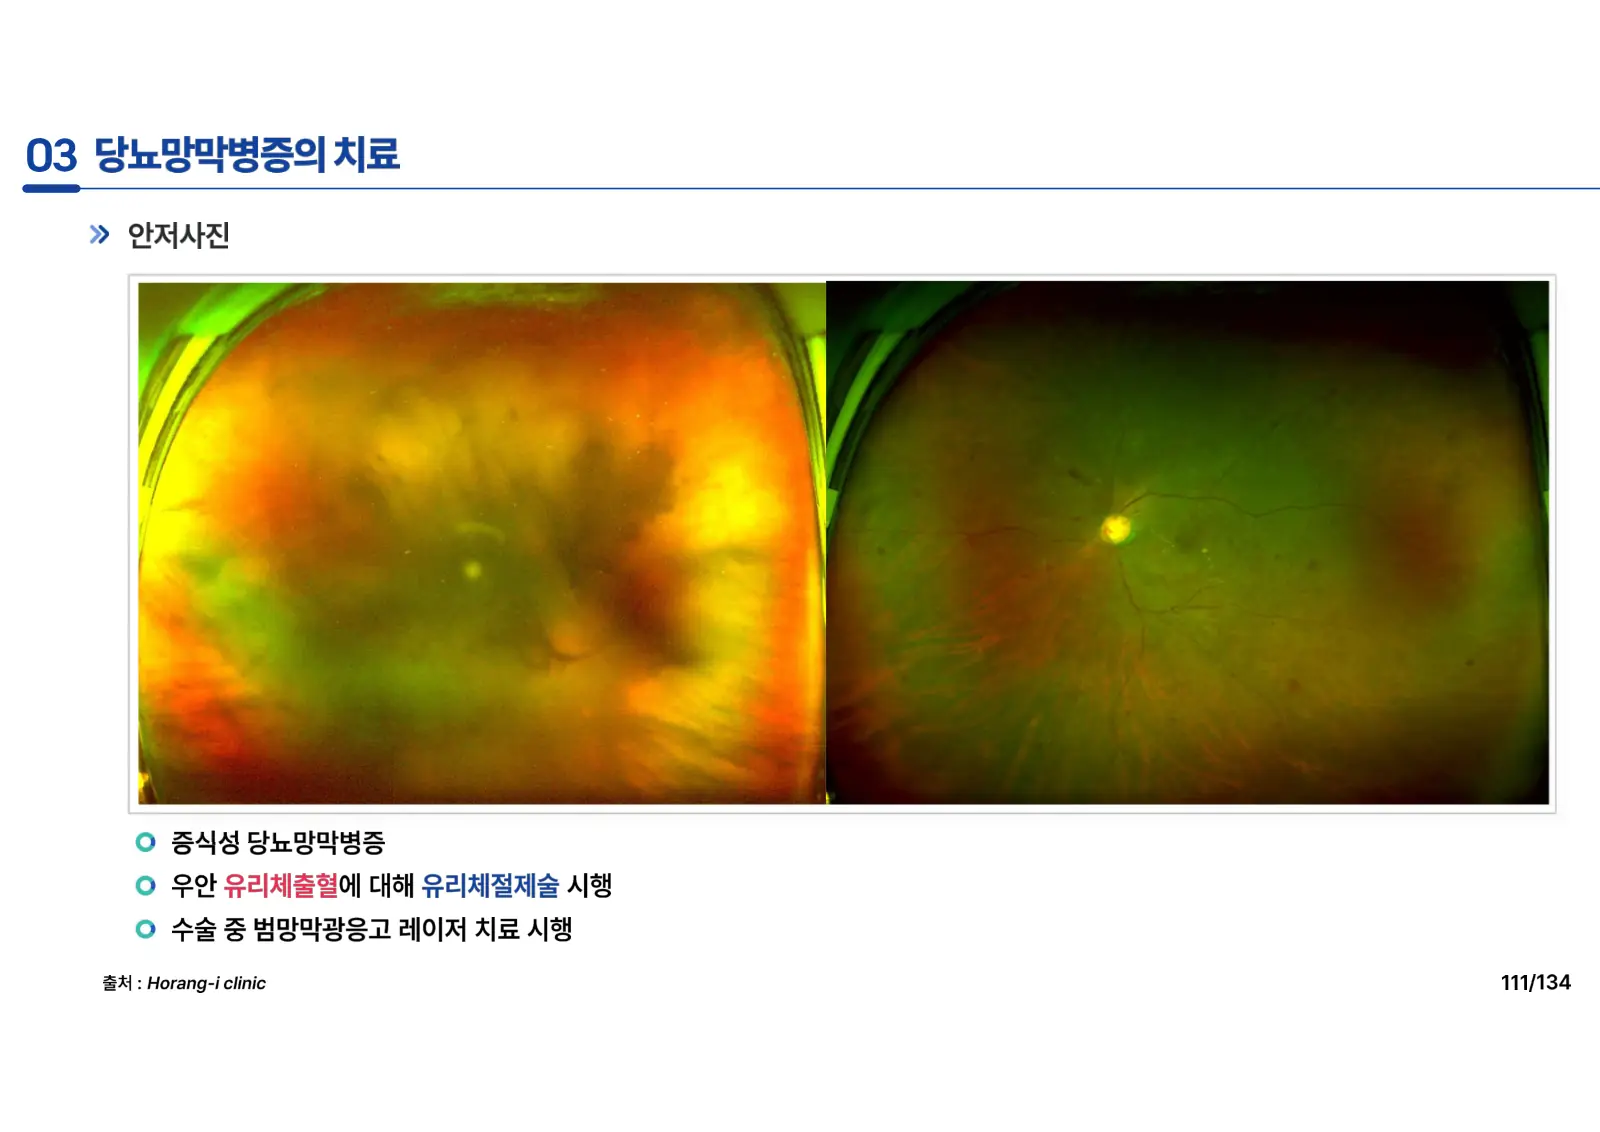 03 당뇨망막병증의 치료
안저사진
증식성 당뇨망막병증
우안 유리체출혈에 대해 유리체절제술 시행
수술 중 범망막광응고 레이저 치료 시행
출처 : Horang-i clinic
111/134